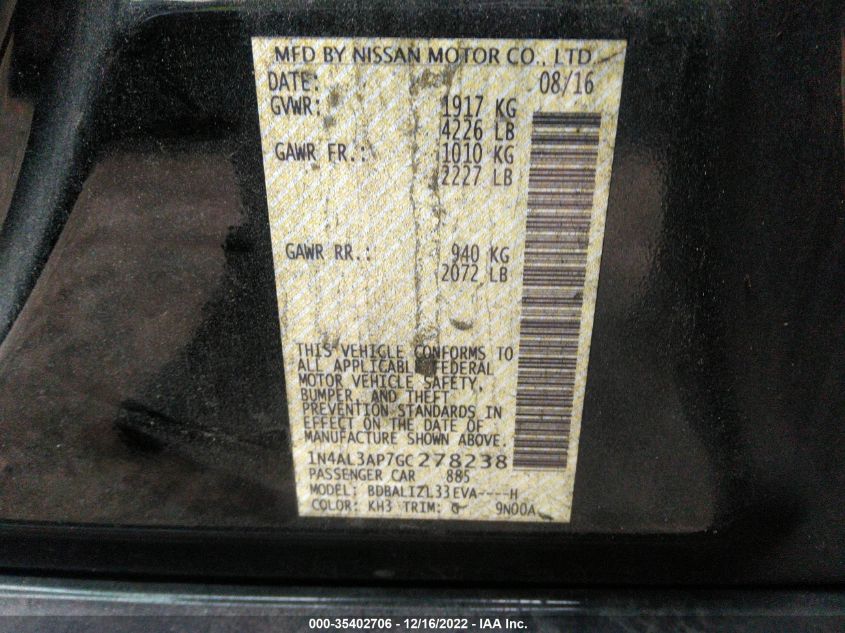 MFD BY NISSAN MOTOR CO., LTD
DATE: 08/16
GVWR: 1917 KG
4226 LB
GAWR FR.: 1010 KG
2227 LB
GAWR RR.: 940 KG
2072 LB
THIS VEHICLE CONFORMS TO
ALL APPLICABLE FEDERAL
MOTOR VEHICLE SAFETY,
BUMPER, AND THEFT
PREVENTION STANDARDS IN
EFFECT ON THE DATE OF
MANUFACTURE SHOWN ABOVE.
1N4AL3AP7GC278238
PASSENGER CAR 885
MODEL: BDBALIZL33EVA----H
COLOR: KH3 TRIM: G 9N00A
000-35402706 - 12/16/2022 - IAA Inc.